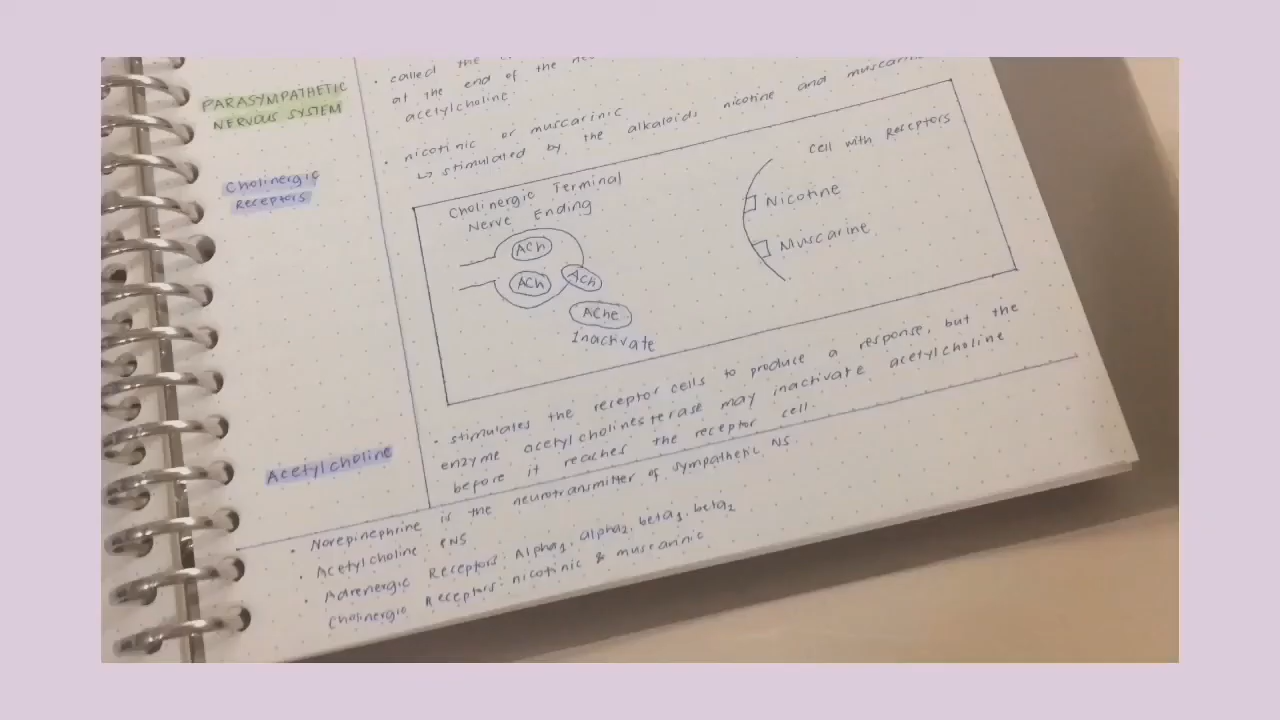 PARASYMPATHETIC
NERVOUS SYSTEM
Cholinergic
Receptors
Acetylcholine
• called the
at the end of the
acetylcholine.
• nicotinic or muscarinic
↳ stimulated by the alkaloids nicotine and
Cholinergic Terminal
Nerve Ending
ACh
ACh
ACh
AChe
Inactivate
Cell with Receptors
Nicotine
Muscarine
• stimulates the receptor cells to produce a response, but the
enzyme acetylcholinesterase may inactivate acetylcholine
before it reaches the receptor cell.
• Norepinephrine is the neurotransmitter of sympathetic NS
• Acetylcholine: PNS
• Adrenergic Receptors: Alpha₁, alpha₂, beta₁, beta₂
Cholinergic Receptors: nicotinic & muscarinic